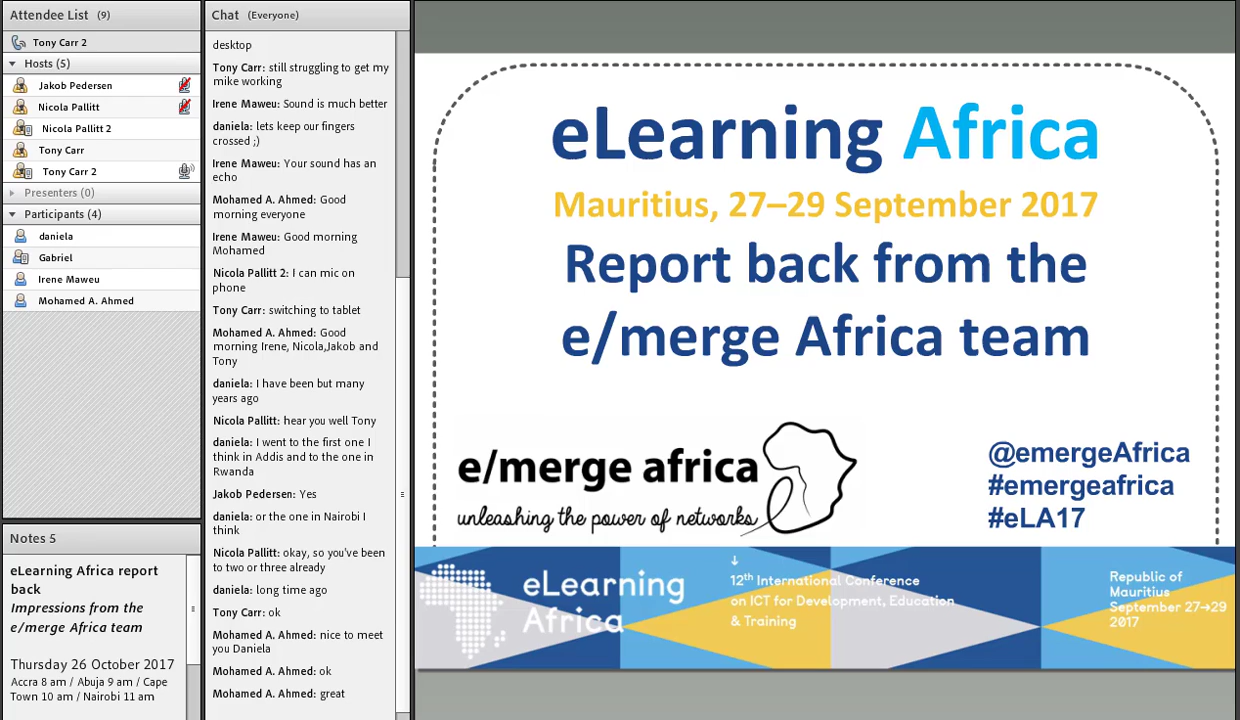 Attendee List (9)
Tony Carr 2
Hosts (5)
Jakob Pedersen
Nicola Pallitt
Nicola Pallitt 2
Tony Carr
Tony Carr 2
Presenters (0)
Participants (4)
daniela
Gabriel
Irene Maweu
Mohamed A. Ahmed
Notes 5
eLearning Africa report
back
Impressions from the
e/merge Africa team
Thursday 26 October 2017
Accra 8 am / Abuja 9 am / Cape
Town 10 am / Nairobi 11 am
Chat (Everyone)
desktop
Tony Carr: still struggling to get my
mike working
Irene Maweu: Sound is much better
daniela: lets keep our fingers
crossed ;)
Irene Maweu: Your sound has an
echo
Mohamed A. Ahmed: Good
morning everyone
Irene Maweu: Good morning
Mohamed
Nicola Pallitt 2: I can mic on
phone
Tony Carr: switching to tablet
Mohamed A. Ahmed: Good
morning Irene, Nicola,Jakob and
Tony
daniela: I have been but many
years ago
Nicola Pallitt: hear you well Tony
daniela: I went to the first one I
think in Addis and to the one in
Rwanda
Jakob Pedersen: Yes
daniela: or the one in Nairobi I
think
Nicola Pallitt: okay, so you've been
to two or three already
daniela: long time ago
Tony Carr: ok
Mohamed A. Ahmed: nice to meet
you Daniela
Mohamed A. Ahmed: ok
Mohamed A. Ahmed: great
eLearning Africa
Mauritius, 27–29 September 2017
Report back from the
e/merge Africa team
e/merge africa
unleashing the power of networks
@emergeAfrica
#emergeafrica
#eLA17
eLearning
Africa
↓
12th International Conference
on ICT for Development, Education
& Training
Republic of
Mauritius
September 27→29
2017